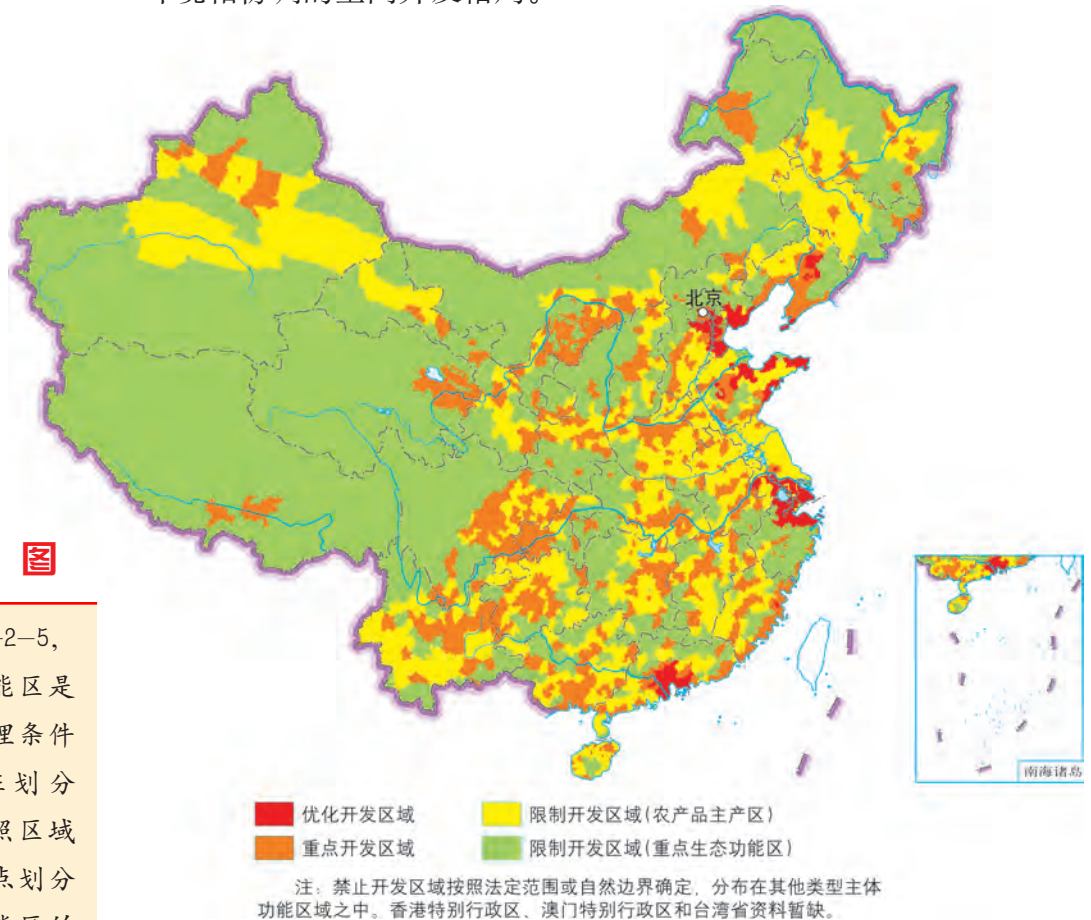 北京
南海诸岛
优化开发区域
限制开发区域(农产品主产区)
重点开发区域
限制开发区域(重点生态功能区)
注：禁止开发区域按照法定范围或自然边界确定，分布在其他类型主体
功能区域之中。香港特别行政区、澳门特别行政区和台湾省资料暂缺。
图
2-5,
能区是
理条件
划分
照区域
点划分